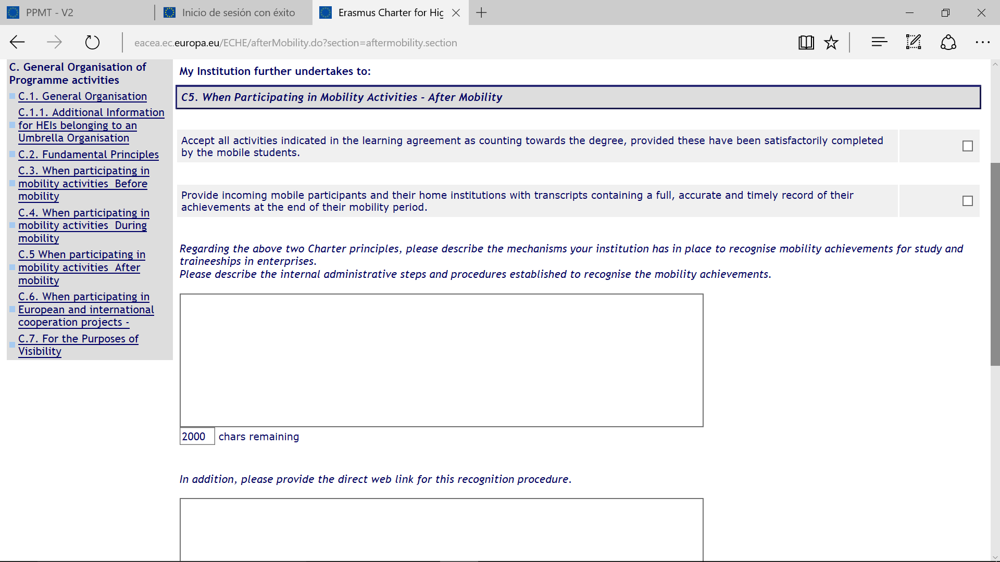 PPMT - V2
Inicio de sesión con éxito
Erasmus Charter for Hig
eacea.ec.europa.eu/ECHE/afterMobility.do?section=aftermobility.section
C. General Organisation of
Programme activities
C.1. General Organisation
C.1.1. Additional Information
for HEIs belonging to an
Umbrella Organisation
C.2. Fundamental Principles
C.3. When participating in
mobility activities  Before
mobility
C.4. When participating in
mobility activities  During
mobility
C.5 When participating in
mobility activities  After
mobility
C.6. When participating in
European and international
cooperation projects -
C.7. For the Purposes of
Visibility
My Institution further undertakes to:
C5. When Participating in Mobility Activities - After Mobility
Accept all activities indicated in the learning agreement as counting towards the degree, provided these have been satisfactorily completed
by the mobile students.
Provide incoming mobile participants and their home institutions with transcripts containing a full, accurate and timely record of their
achievements at the end of their mobility period.
Regarding the above two Charter principles, please describe the mechanisms your institution has in place to recognise mobility achievements for study and
traineeships in enterprises.
Please describe the internal administrative steps and procedures established to recognise the mobility achievements.
2000 chars remaining
In addition, please provide the direct web link for this recognition procedure.